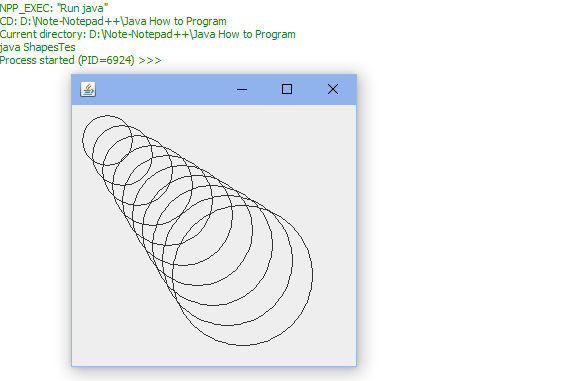 NPP_EXEC: "Run java"
CD: D:\Note-Notepad++\Java How to Program
Current directory: D:\Note-Notepad++\Java How to Program
java ShapesTes
Process started (PID=6924) >>>